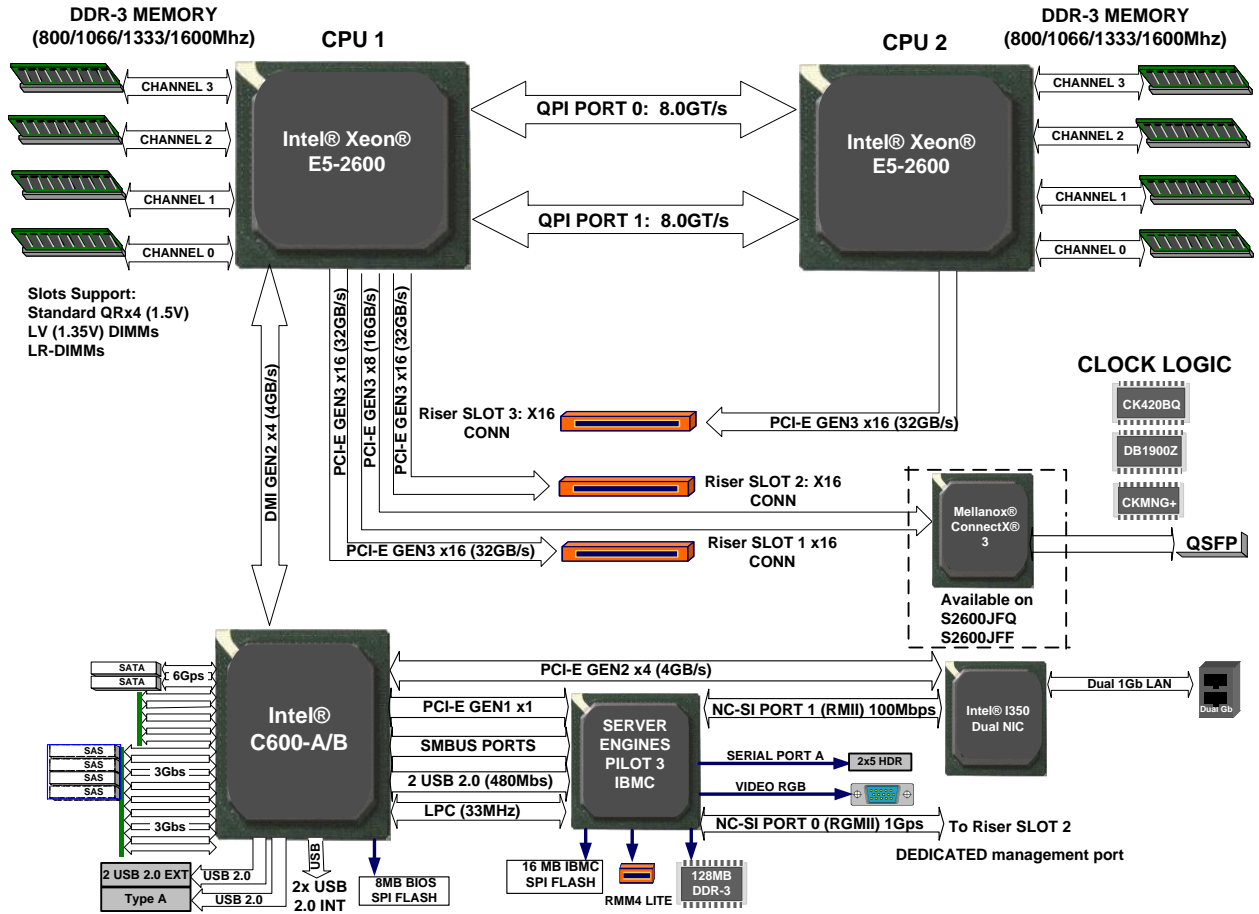 DDR-3 MEMORY
(800/1066/1333/1600Mhz)
CPU 1
CPU 2
DDR-3 MEMORY
(800/1066/1333/1600Mhz)
CHANNEL 3
CHANNEL 2
CHANNEL 1
CHANNEL 0
Intel® Xeon®
E5-2600
QPI PORT 0: 8.0GT/s
QPI PORT 1: 8.0GT/s
Intel® Xeon®
E5-2600
CHANNEL 3
CHANNEL 2
CHANNEL 1
CHANNEL 0
Slots Support:
Standard QRx4 (1.5V)
LV (1.35V) DIMMs
LR-DIMMs
DMI GEN2 x4 (4GB/s)
PCI-E GEN3 x16 (32GB/s)
PCI-E GEN3 x8 (16GB/s)
PCI-E GEN3 x16 (32GB/s)
Riser SLOT 3: X16
CONN
PCI-E GEN3 x16 (32GB/s)
Riser SLOT 2: X16
CONN
PCI-E GEN3 x16 (32GB/s)
Riser SLOT 1 x16
CONN
CLOCK LOGIC
CK420BQ
DB1900Z
CKMNG+
Mellanox®
ConnectX®
3
QSFP
Available on
S2600JFQ
S2600JFF
SATA
SATA
6Gps
SAS
SAS
SAS
SAS
3Gbs
3Gbs
Intel®
C600-A/B
PCI-E GEN2 x4 (4GB/s)
PCI-E GEN1 x1
SMBUS PORTS
2 USB 2.0 (480Mbs)
LPC (33MHz)
SERVER
ENGINES
PILOT 3
IBMC
NC-SI PORT 1 (RMII) 100Mbps
Intel® I350
Dual NIC
Dual 1Gb LAN
Dual Gb
SERIAL PORT A
2x5 HDR
VIDEO RGB
NC-SI PORT 0 (RGMII) 1Gps
To Riser SLOT 2
DEDICATED management port
2 USB 2.0 EXT
USB 2.0
Type A
USB 2.0
USB
2x USB
2.0 INT
8MB BIOS
SPI FLASH
16 MB IBMC
SPI FLASH
RMM4 LITE
128MB
DDR-3